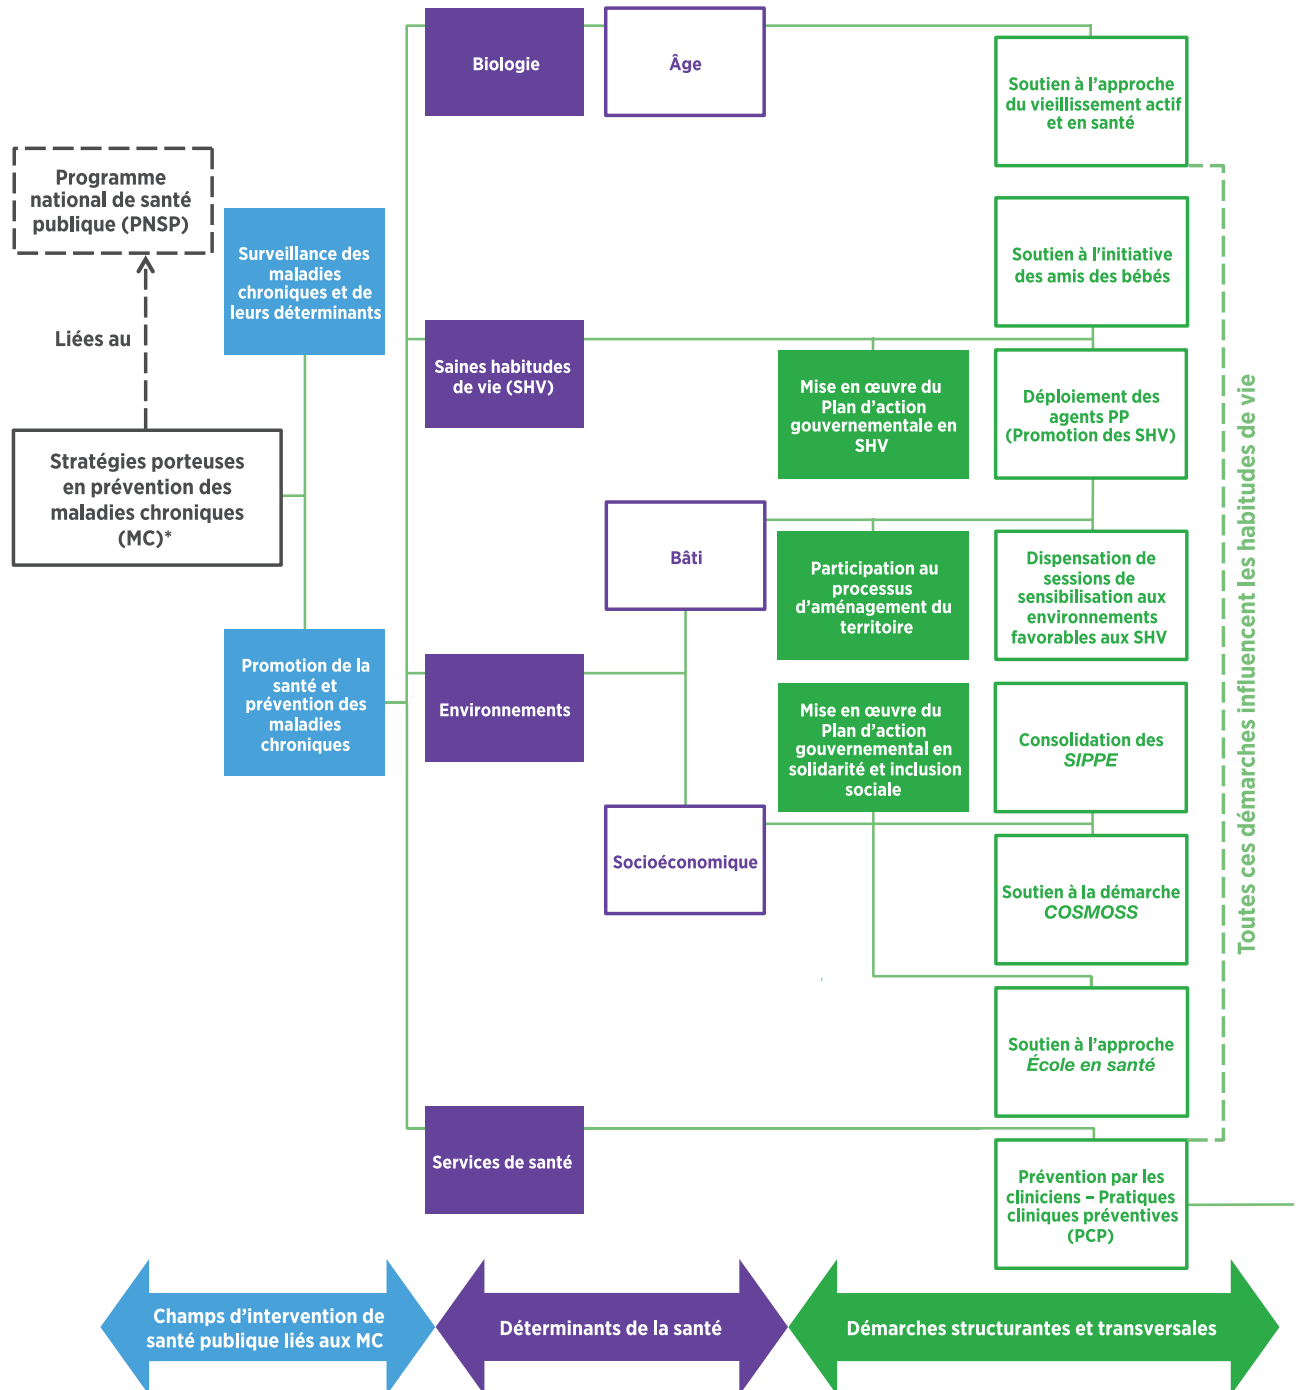 Biologie
Âge
Soutien à l'approche
du vieillissement actif
et en santé
Programme
national de santé
publique (PNSP)
Surveillance des
maladies
chroniques et de
leurs déterminants
Soutien à l'initiative
des amis des bébés
Liées au
Saines habitudes
de vie (SHV)
Mise en œuvre du
Plan d'action
gouvernementale en
SHV
Déploiement des
agents PP
(Promotion des SHV)
Stratégies porteuses
en prévention des
maladies chroniques
(MC)*
Bâti
Participation au
processus
d'aménagement du
territoire
Dispensation de
sessions de
sensibilisation aux
environnements
favorables aux SHV
Toutes ces démarches influencent les habitudes de vie
Promotion de la
santé et
prévention des
maladies
chroniques
Environnements
Mise en œuvre du
Plan d'action
gouvernemental en
solidarité et inclusion
sociale
Consolidation des
SIPPE
Socioéconomique
Soutien à la démarche
COSMOSS
Soutien à l'approche
École en santé
Services de santé
Prévention par les
cliniciens – Pratiques
cliniques préventives
(PCP)
Champs d'intervention de
santé publique liés aux MC
Déterminants de la santé
Démarches structurantes et transversales